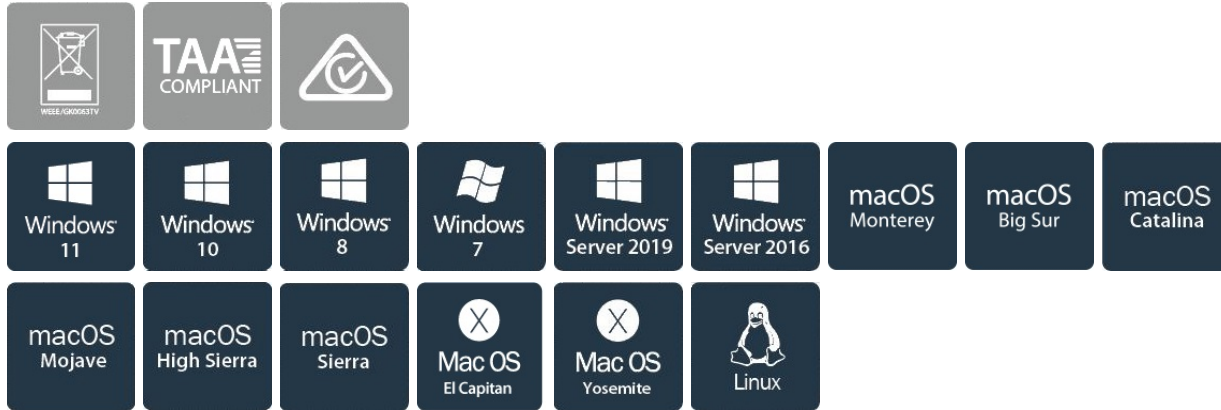 WEEE/GK0083TV
TAA
COMPLIANT
Windows
11
Windows
10
Windows
8
Windows
7
Windows
Server 2019
Windows
Server 2016
macOS
Monterey
macOS
Big Sur
macOS
Catalina
macOS
Mojave
macOS
High Sierra
macOS
Sierra
X
Mac OS
El Capitan
X
Mac OS
Yosemite
Linux